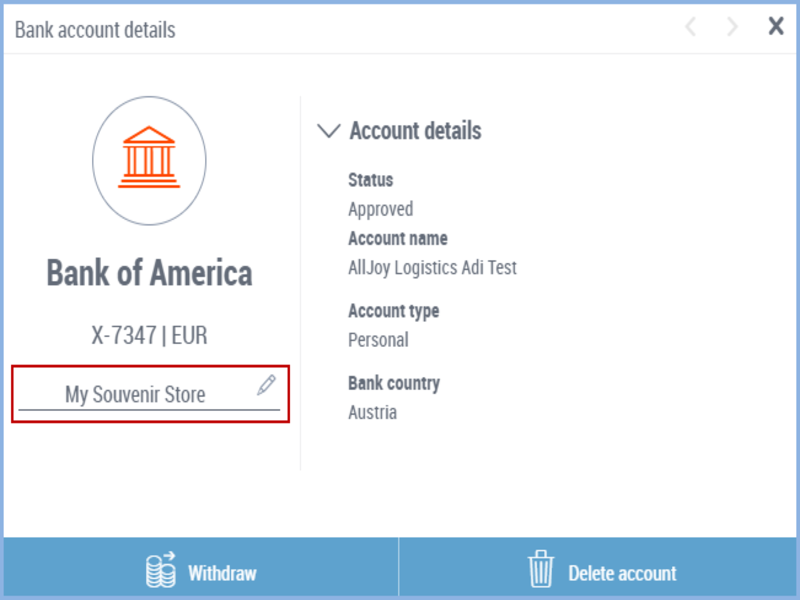 Bank account details
Bank of America
X-7347 | EUR
My Souvenir Store
Account details
Status
Approved
Account name
AllJoy Logistics Adi Test
Account type
Personal
Bank country
Austria
Withdraw
Delete account